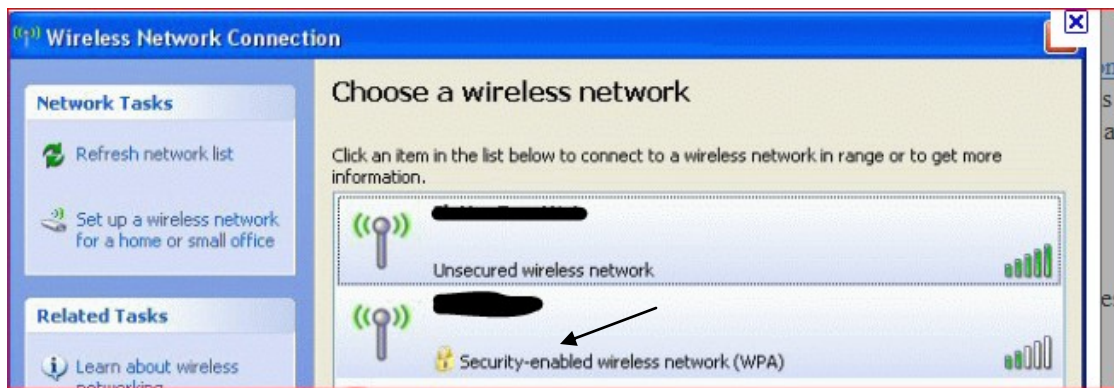 Wireless Network Connection
Network Tasks
Refresh network list
Set up a wireless network
for a home or small office
Related Tasks
Learn about wireless
networking
Choose a wireless network
Click an item in the list below to connect to a wireless network in range or to get more
information.
Unsecured wireless network
Security-enabled wireless network (WPA)